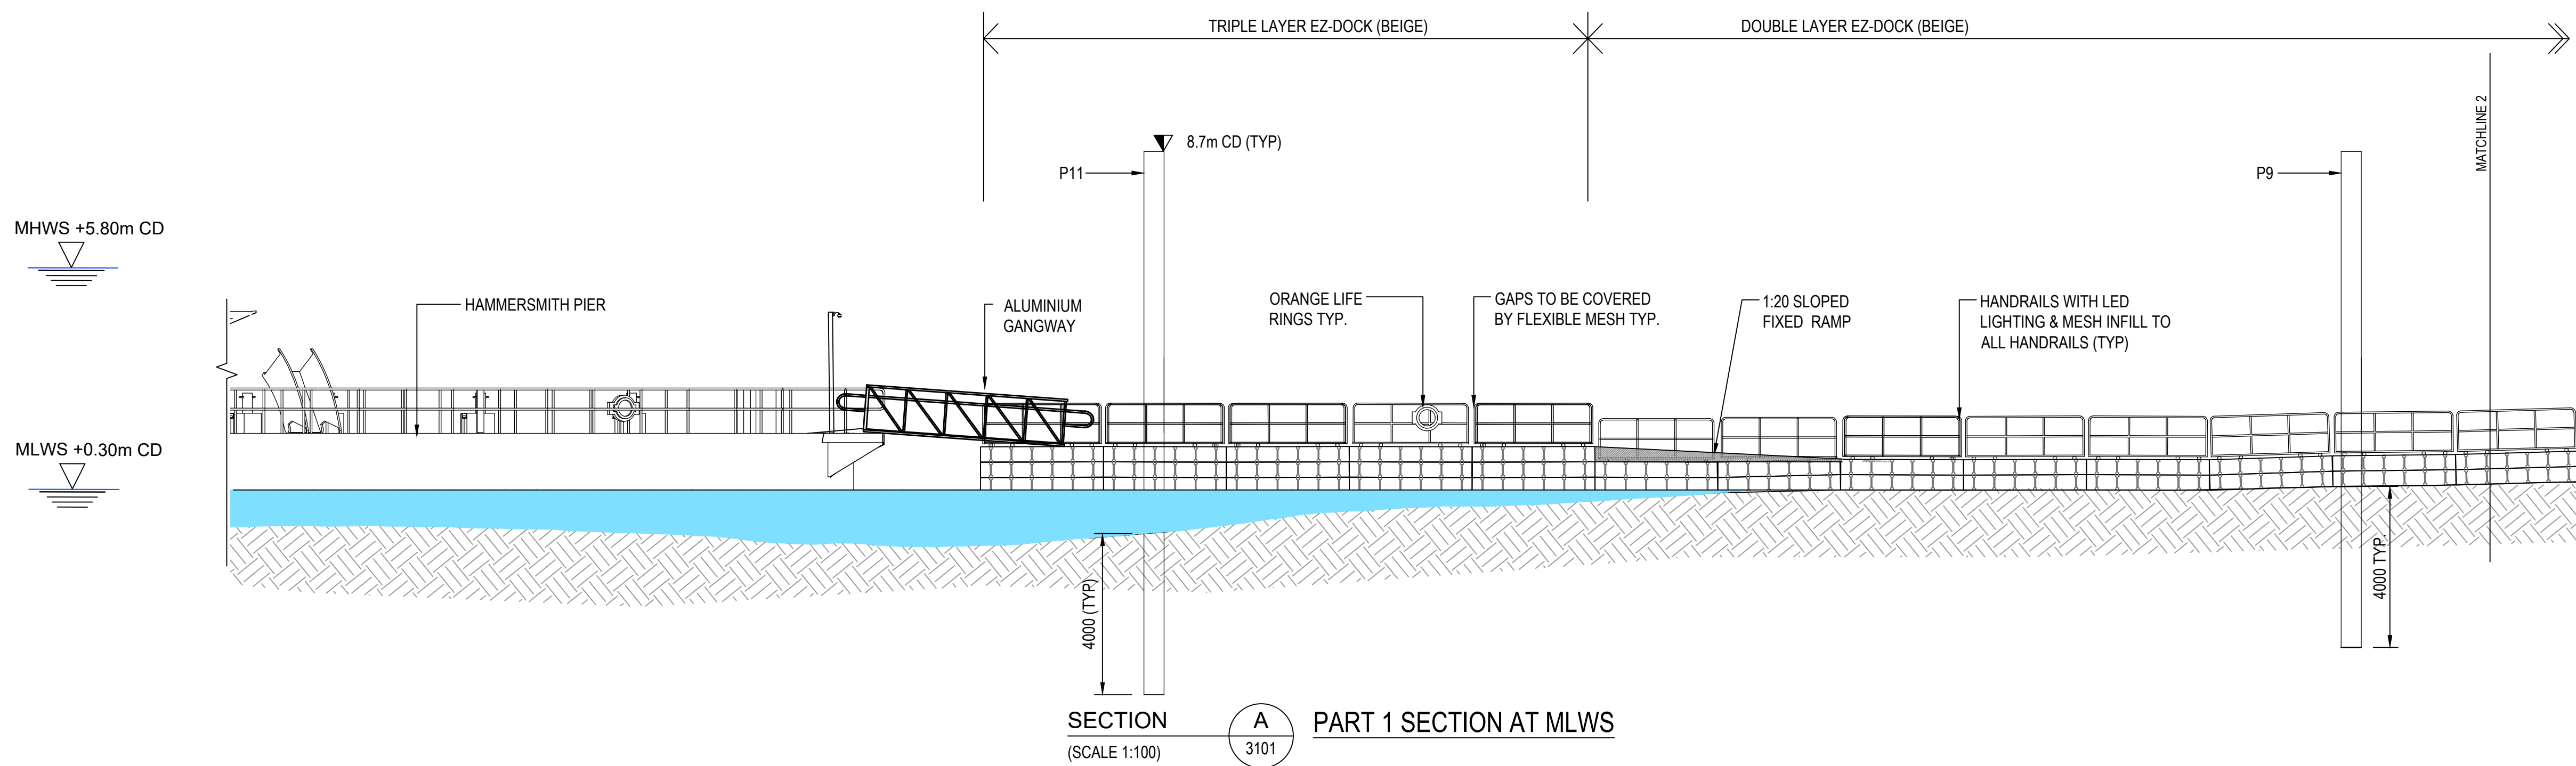 TRIPLE LAYER EZ-DOCK (BEIGE)
DOUBLE LAYER EZ-DOCK (BEIGE)
MATCHLINE 2
8.7m CD (TYP)
P11
P9
MHWS +5.80m CD
HAMMERSMITH PIER
ALUMINIUM
GANGWAY
ORANGE LIFE
RINGS TYP.
GAPS TO BE COVERED
BY FLEXIBLE MESH TYP.
1:20 SLOPED
FIXED RAMP
HANDRAILS WITH LED
LIGHTING & MESH INFILL TO
ALL HANDRAILS (TYP)
MLWS +0.30m CD
4000 (TYP)
4000 TYP.
SECTION
(SCALE 1:100)
A
3101
PART 1 SECTION AT MLWS